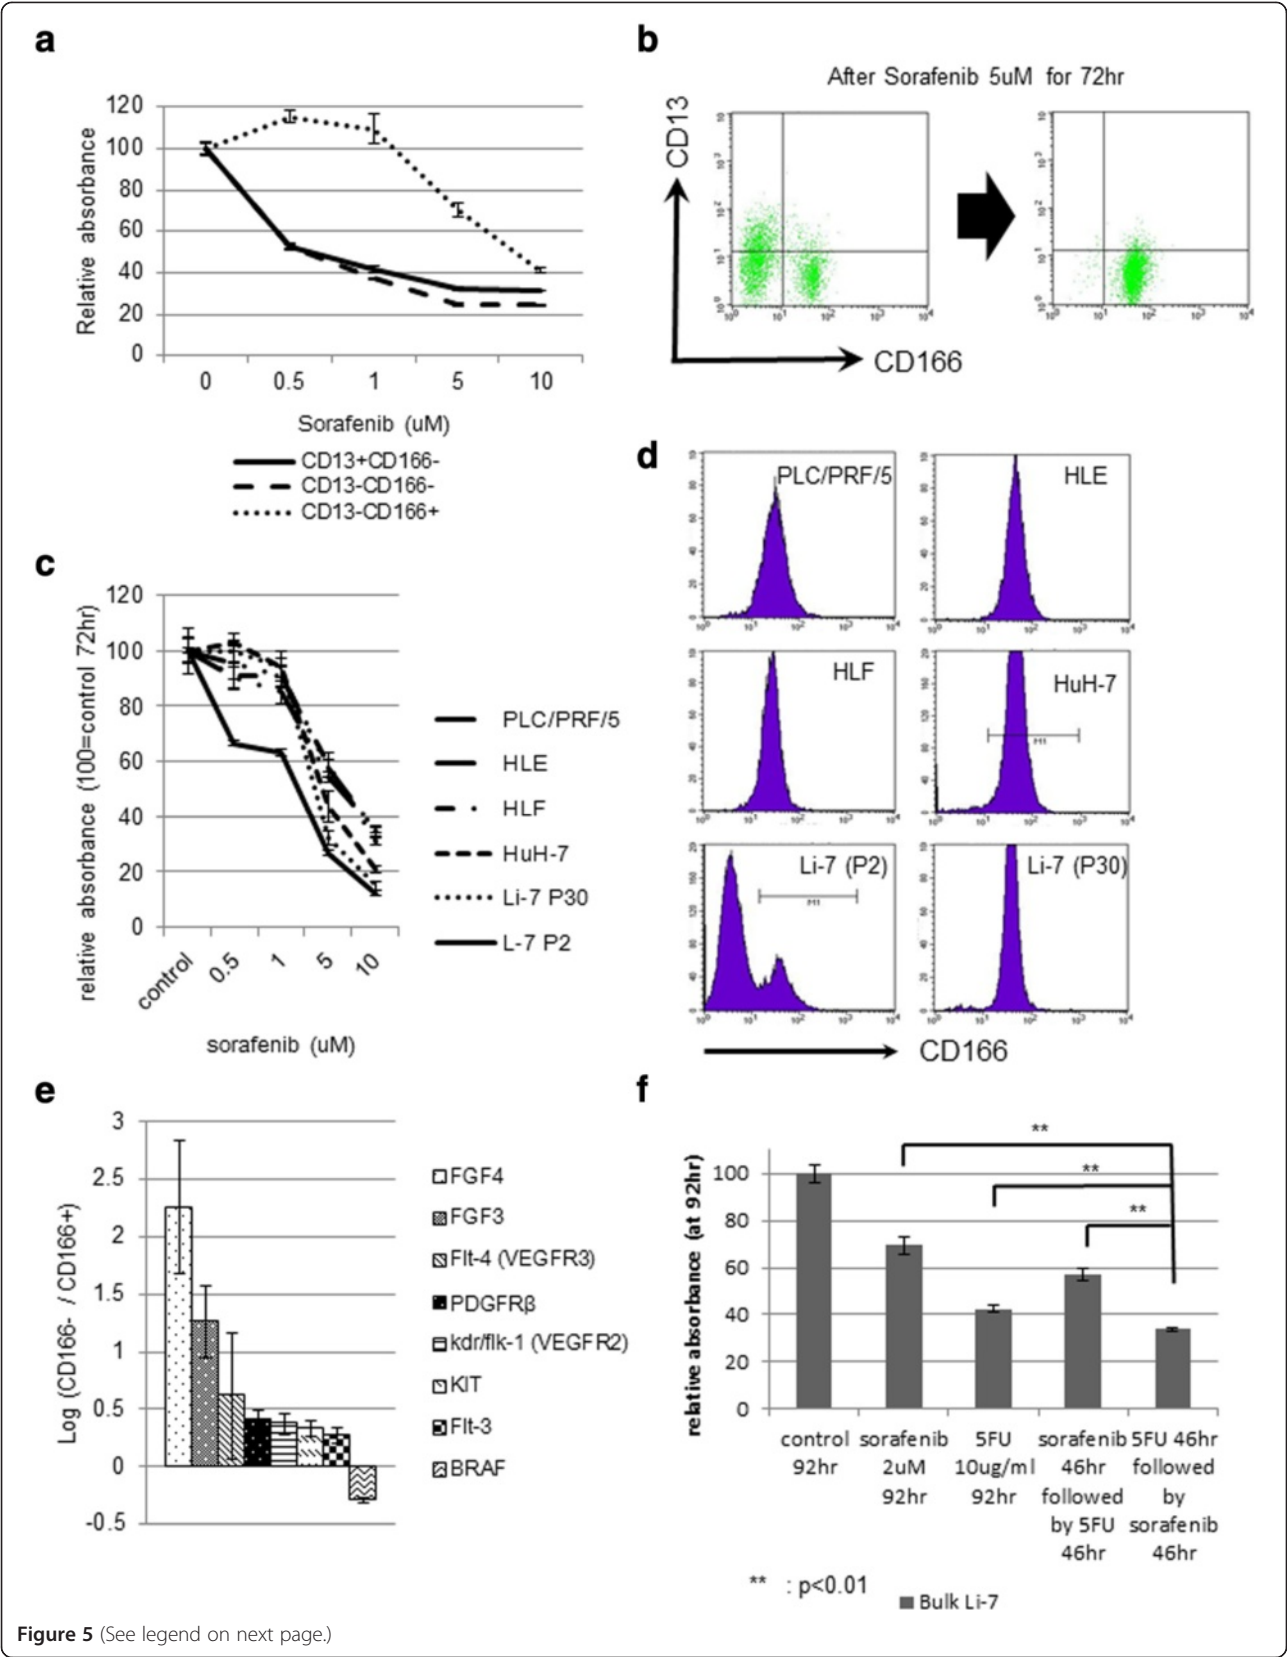 a
120
100
80
60
40
20
0
Relative absorbance
0 0.5 1 5 10
Sorafenib (uM)
CD13+CD166-
CD13-CD166-
CD13-CD166+
b
After Sorafenib 5uM for 72hr
CD13
CD166
c
120
100
80
60
40
20
0
relative absorbance (100=control 72hr)
control 0.5 1 5 10
sorafenib (uM)
PLC/PRF/5
HLE
HLF
HuH-7
Li-7 P30
L-7 P2
d
PLC/PRF/5
HLE
HLF
HuH-7
M1
Li-7 (P2)
M1
Li-7 (P30)
CD166
e
3
2.5
2
1.5
1
0.5
0
-0.5
Log (CD166- / CD166+)
FGF4
FGF3
Flt-4 (VEGFR3)
PDGFRβ
kdr/flk-1 (VEGFR2)
KIT
Flt-3
BRAF
f
**
**
**
100
80
60
40
20
0
relative absorbance (at 92hr)
control 92hr
sorafenib 2uM 92hr
5FU 10ug/ml 92hr
sorafenib 46hr followed by 5FU 46hr
5FU 46hr followed by sorafenib 46hr
** : p<0.01
Bulk Li-7
Figure 5 (See legend on next page.)